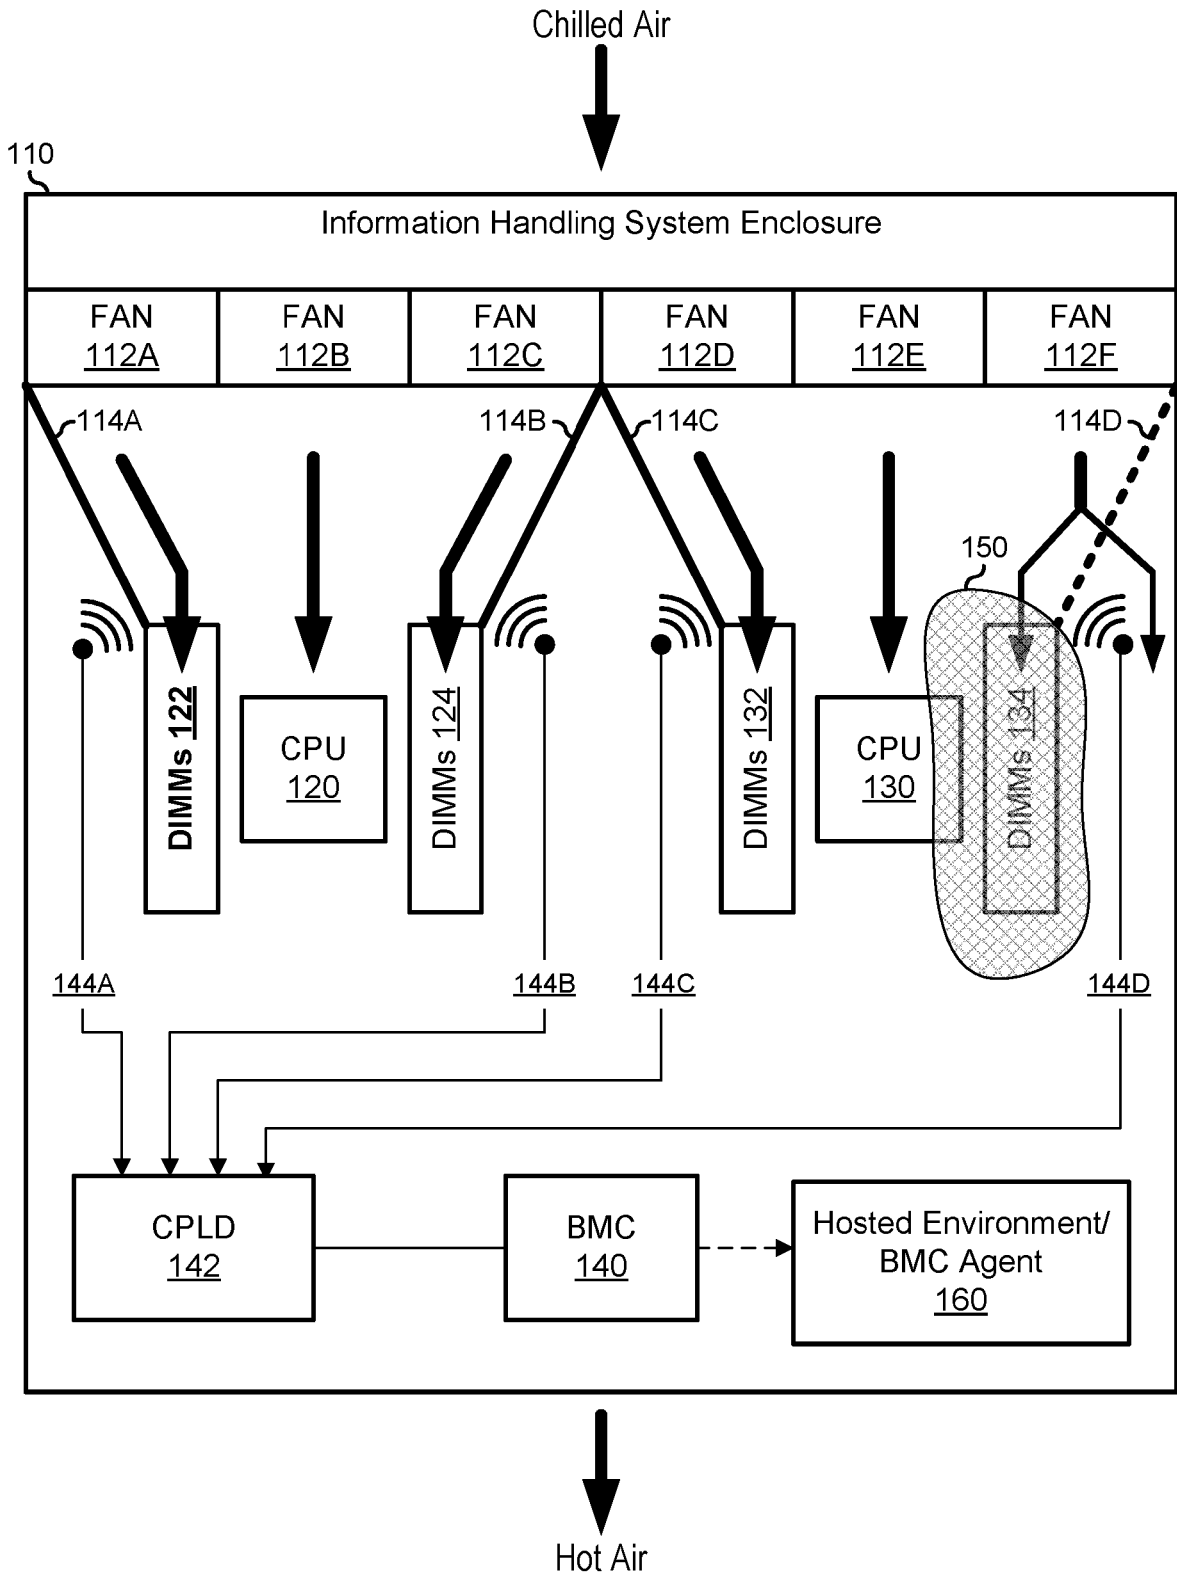 Chilled Air
110
Information Handling System Enclosure
FAN
112A
FAN
112B
FAN
112C
FAN
112D
FAN
112E
FAN
112F
114A
114B
114C
114D
150
DIMMs 122
CPU
120
DIMMs 124
DIMMs 132
CPU
130
DIMMs 134
144A
144B
144C
144D
CPLD
142
BMC
140
Hosted Environment/
BMC Agent
160
Hot Air